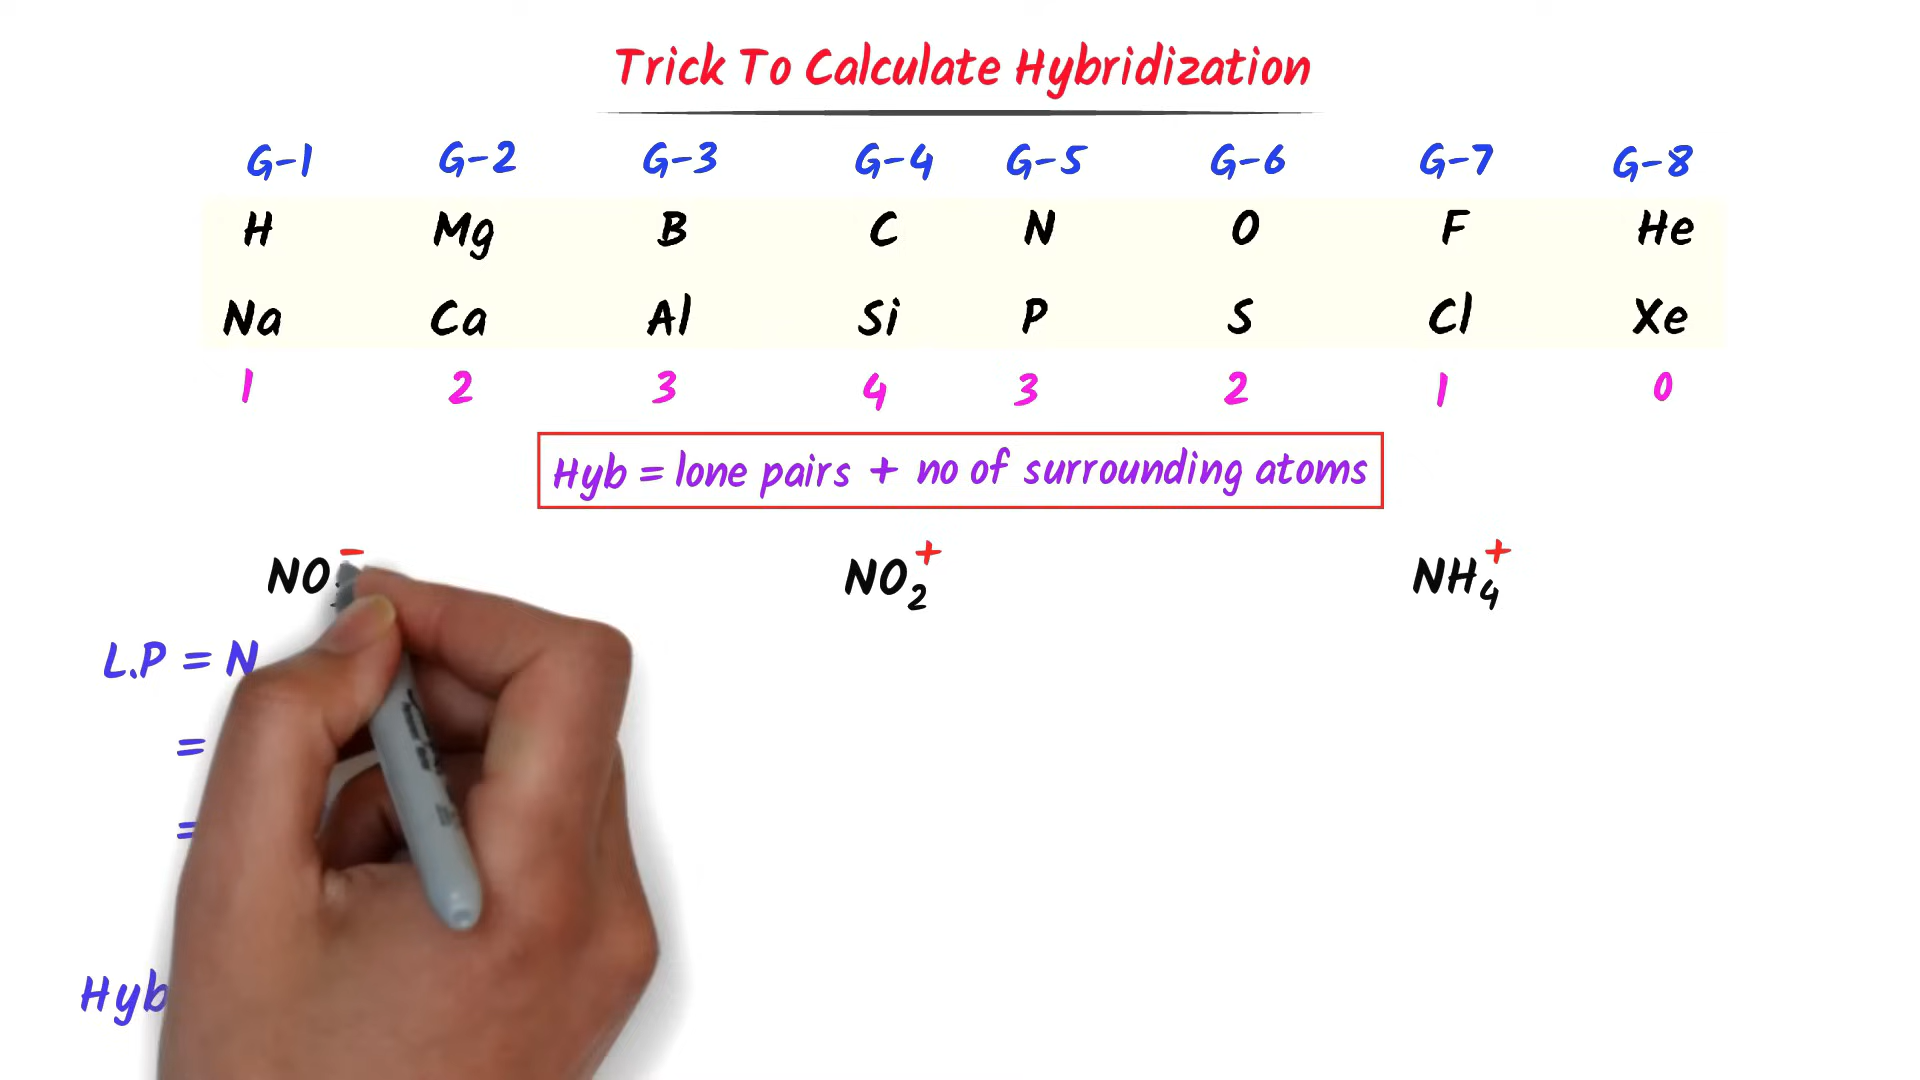 Trick To Calculate Hybridization
G-1 G-2 G-3 G-4 G-5 G-6 G-7 G-8
H Mg B C N O F He
Na Ca Al Si P S Cl Xe
1 2 3 4 3 2 1 0
Hyb = lone pairs + no of surrounding atoms
NO - NO2+ NH4+
L.P = N
=
=
Hyb